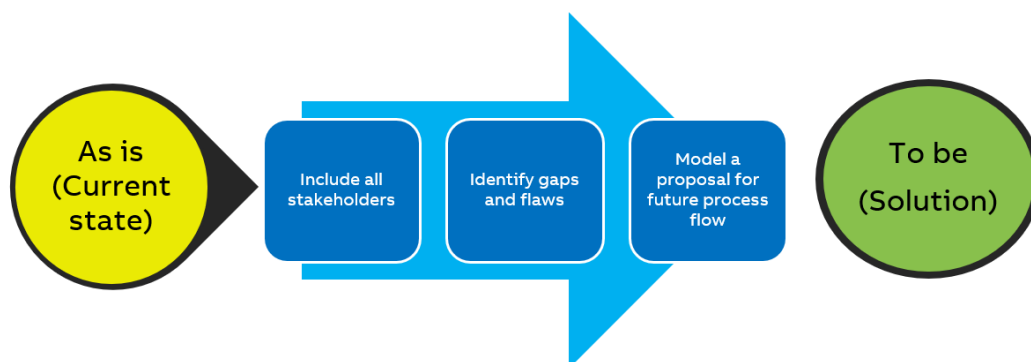 As is
(Current
state)
Include all
stakeholders
Identify gaps
and flaws
Model a
proposal for
future process
flow
To be
(Solution)